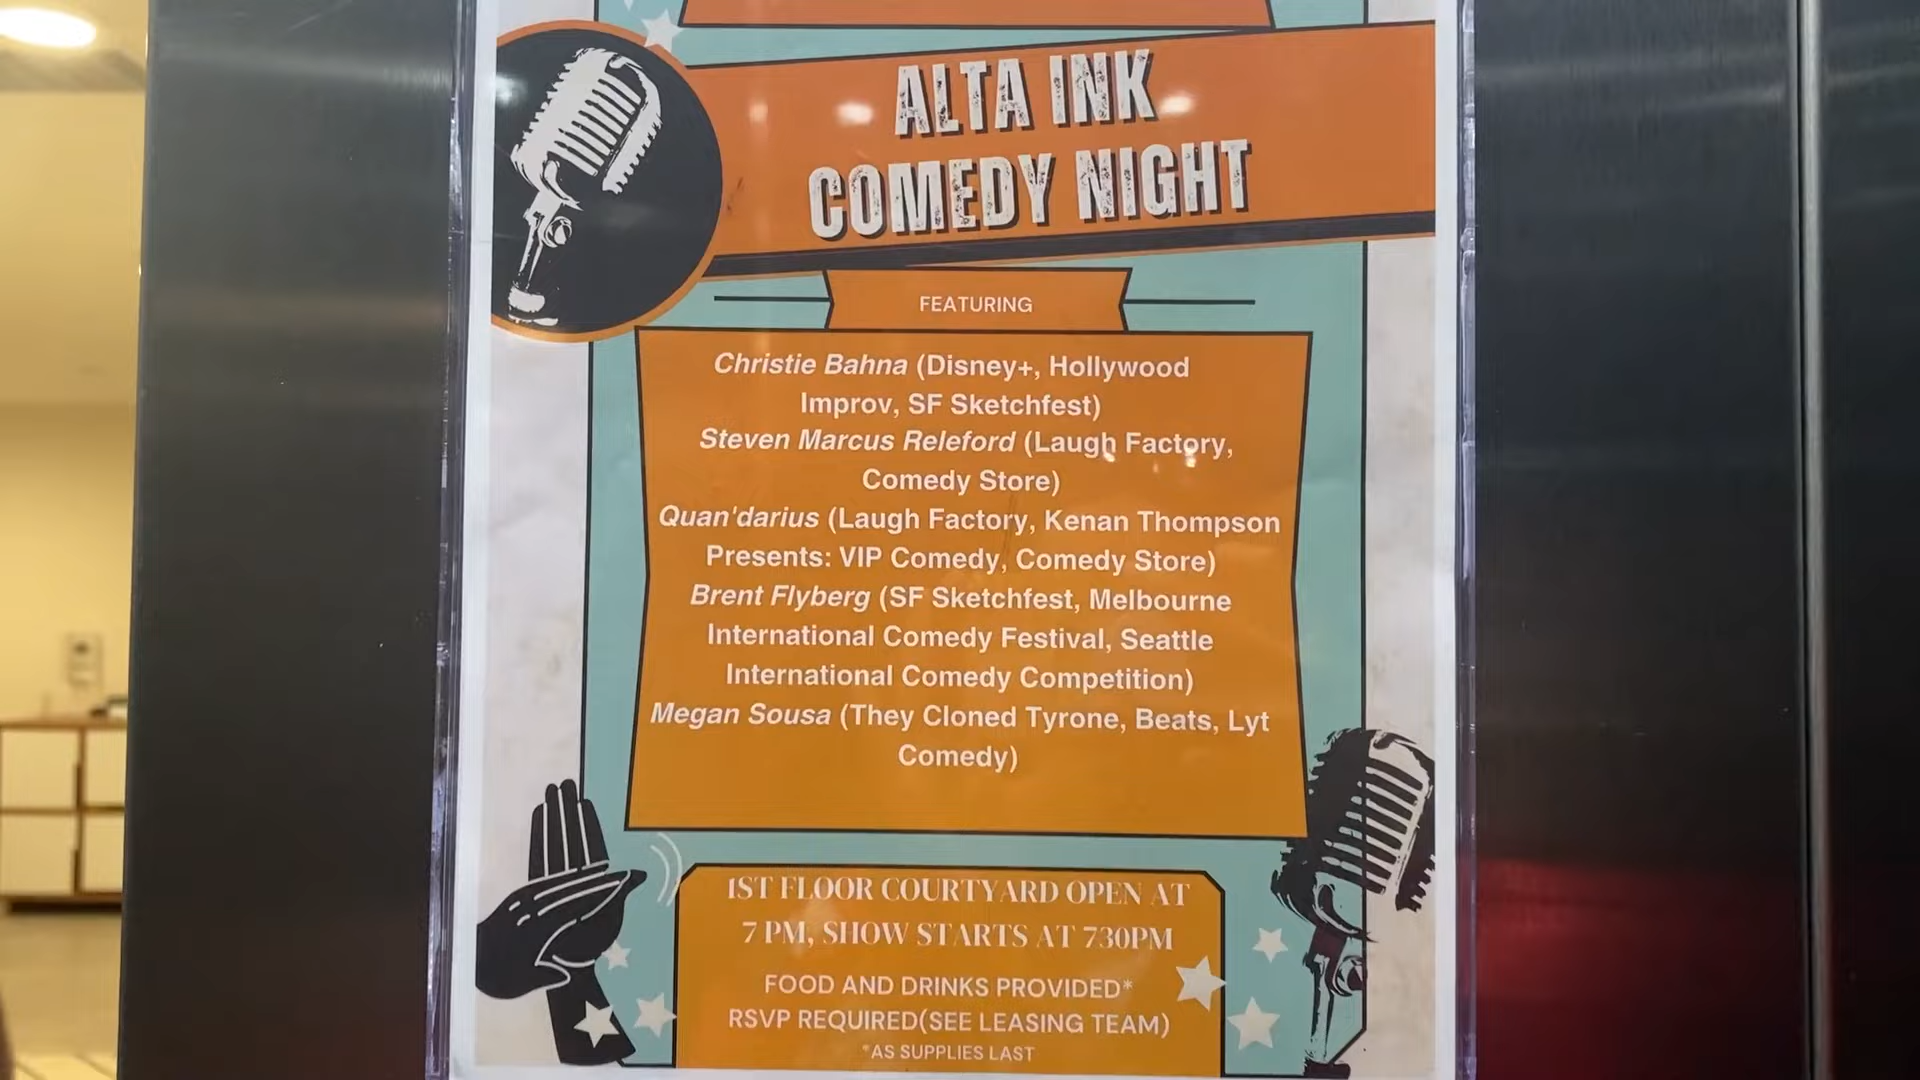 ALTA INK
COMEDY NIGHT
FEATURING
Christie Bahna (Disney+, Hollywood
Improv, SF Sketchfest)
Steven Marcus Releford (Laugh Factory,
Comedy Store)
Quan'darius (Laugh Factory, Kenan Thompson
Presents: VIP Comedy, Comedy Store)
Brent Flyberg (SF Sketchfest, Melbourne
International Comedy Festival, Seattle
International Comedy Competition)
Megan Sousa (They Cloned Tyrone, Beats, Lyt
Comedy)
1ST FLOOR COURTYARD OPEN AT
7 PM, SHOW STARTS AT 730PM
FOOD AND DRINKS PROVIDED*
RSVP REQUIRED(SEE LEASING TEAM)
*AS SUPPLIES LAST